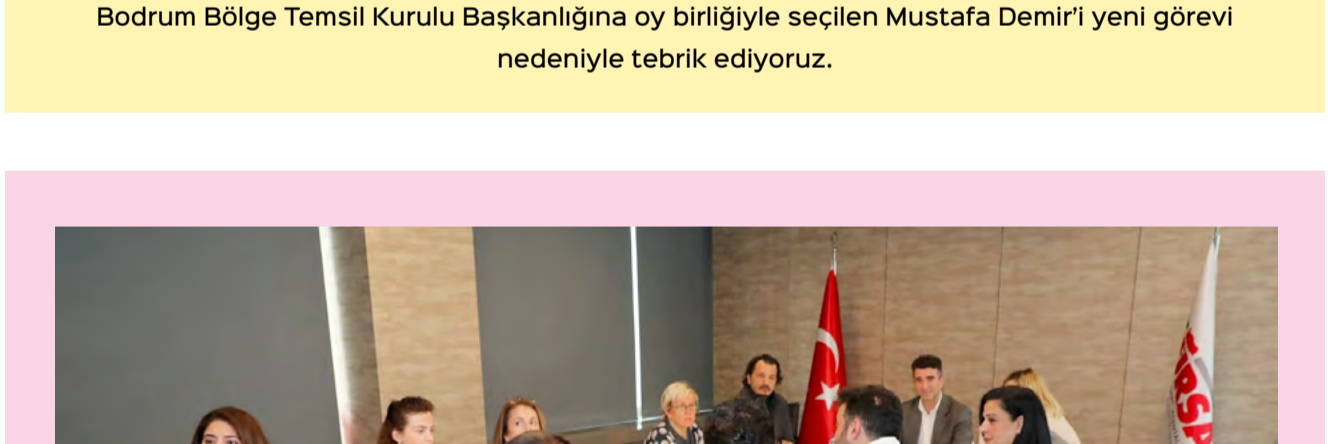 Bodrum Bölge Temsil Kurulu Başkanlığına oy birliğiyle seçilen Mustafa Demir’i yeni görevi
nedeniyle tebrik ediyoruz.